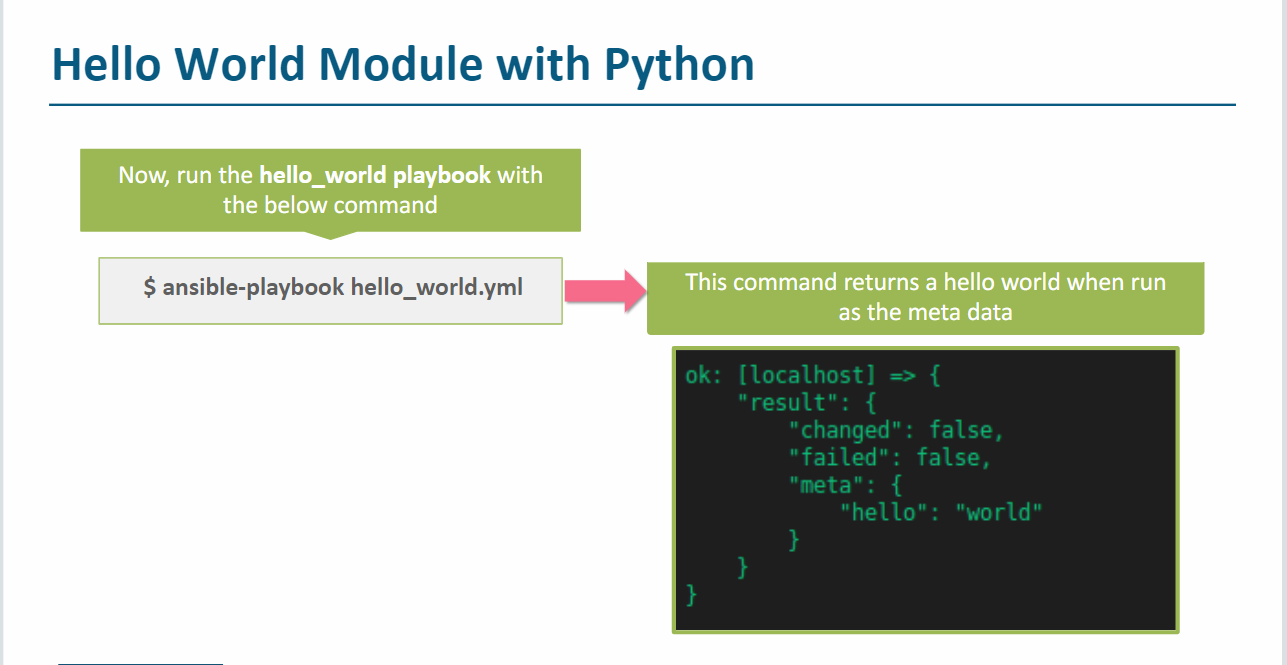 Hello World Module with Python
Now, run the hello_world playbook with
the below command
$ ansible-playbook hello_world.yml
This command returns a hello world when run
as the meta data
ok: [localhost] => {
    "result": {
        "changed": false,
        "failed": false,
        "meta": {
            "hello": "world"
        }
    }
}